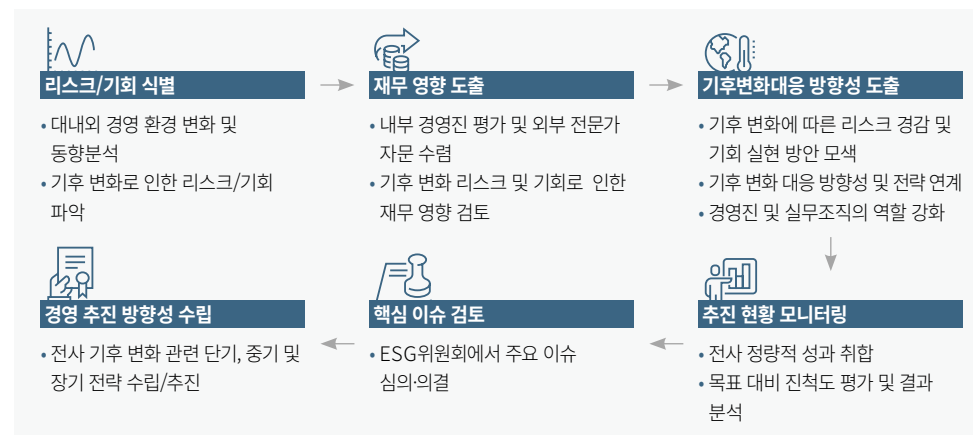 리스크/기회 식별
• 대내외 경영 환경 변화 및
동향분석
• 기후 변화로 인한 리스크/기회
파악
재무 영향 도출
• 내부 경영진 평가 및 외부 전문가
자문 수렴
• 기후 변화 리스크 및 기회로 인한
재무 영향 검토
기후변화대응 방향성 도출
• 기후 변화에 따른 리스크 경감 및
기회 실현 방안 모색
• 기후 변화 대응 방향성 및 전략 연계
• 경영진 및 실무조직의 역할 강화
추진 현황 모니터링
• 전사 정량적 성과 취합
• 목표 대비 진척도 평가 및 결과
분석
핵심 이슈 검토
• ESG위원회에서 주요 이슈
심의·의결
경영 추진 방향성 수립
• 전사 기후 변화 관련 단기, 중기 및
장기 전략 수립/추진